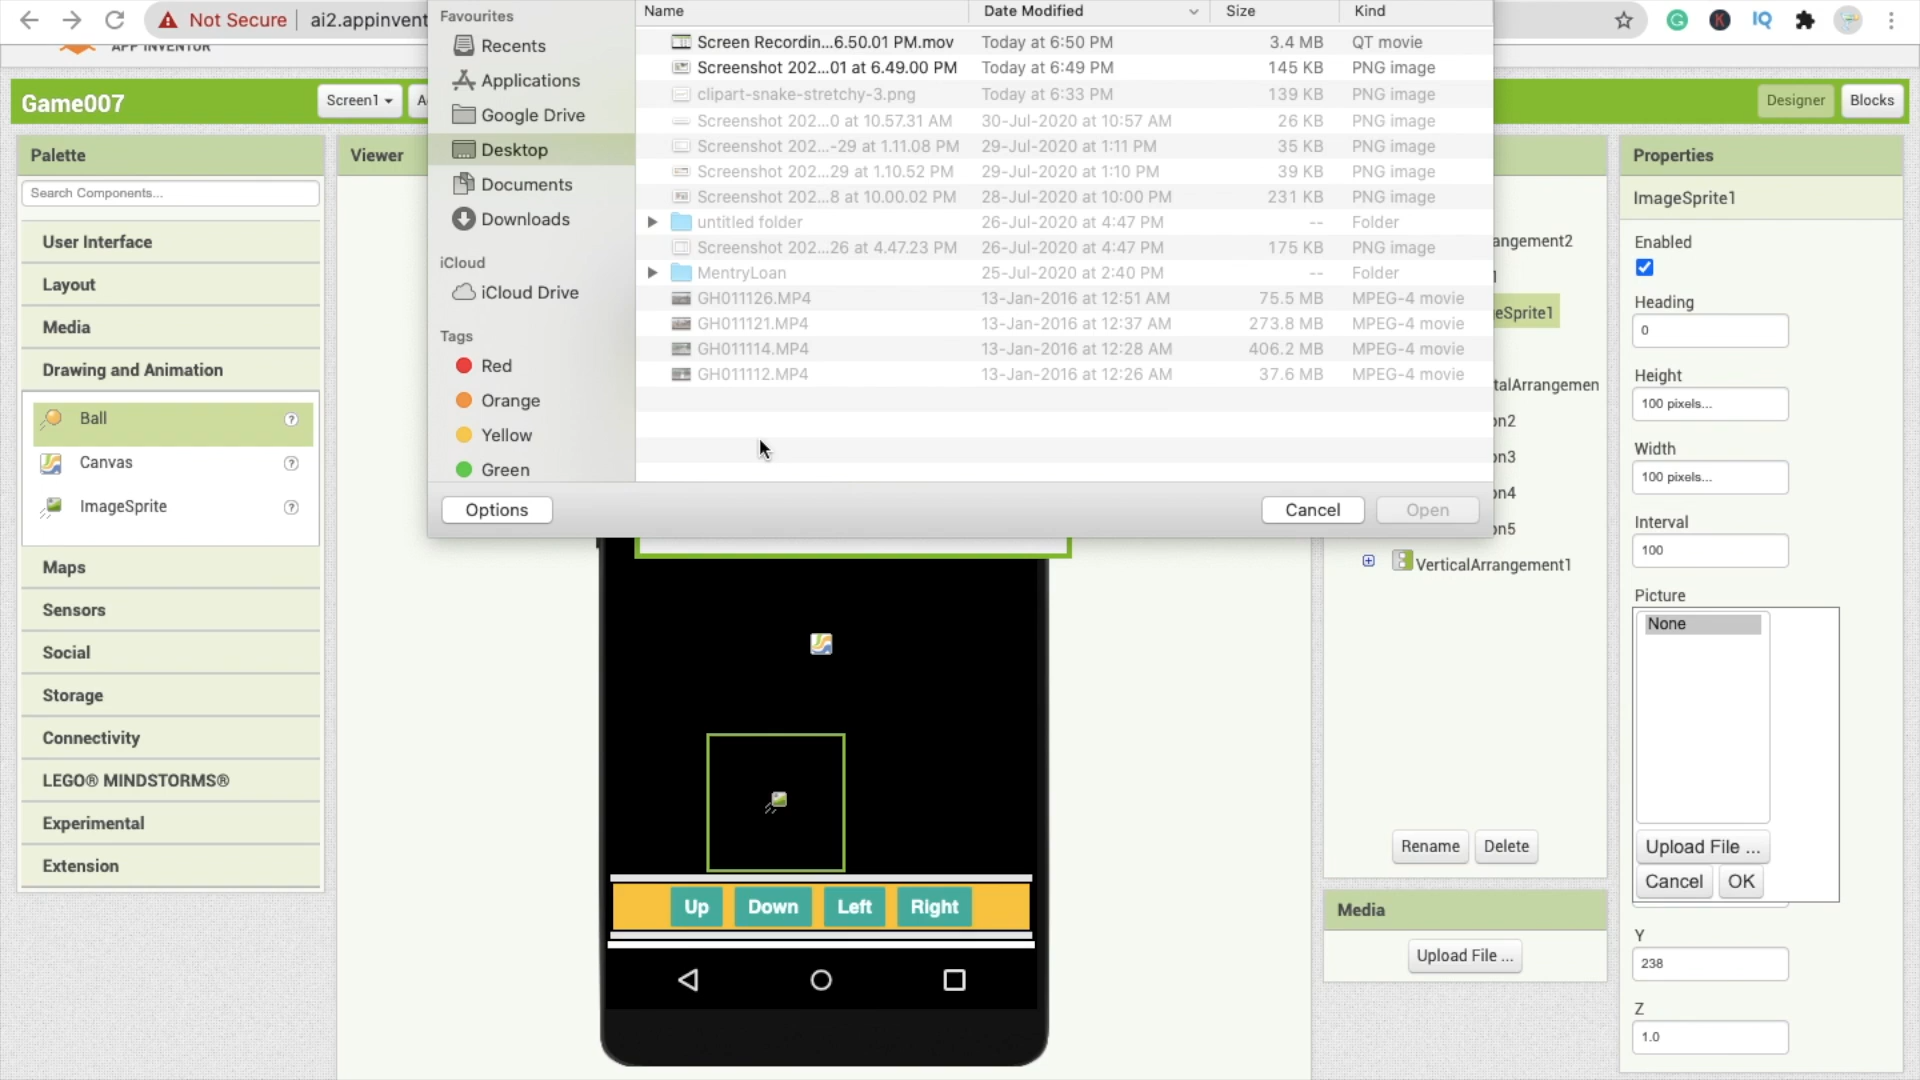 Not Secure
ai2.appinvent
APP INVENTOR
Game007
Screen1
A
Designer
Blocks
Palette
Search Components...
User Interface
Layout
Media
Drawing and Animation
Ball
Canvas
ImageSprite
Maps
Sensors
Social
Storage
Connectivity
LEGO® MINDSTORMS®
Experimental
Extension
Viewer
Favourites
Recents
Applications
Google Drive
Desktop
Documents
Downloads
iCloud
iCloud Drive
Tags
Red
Orange
Yellow
Green
Name Date Modified Size Kind
Screen Recordin...6.50.01 PM.mov Today at 6:50 PM 3.4 MB QT movie
Screenshot 202...01 at 6.49.00 PM Today at 6:49 PM 145 KB PNG image
clipart-snake-stretchy-3.png Today at 6:33 PM 139 KB PNG image
Screenshot 202...0 at 10.57.31 AM 30-Jul-2020 at 10:57 AM 26 KB PNG image
Screenshot 202...-29 at 1.11.08 PM 29-Jul-2020 at 1:11 PM 35 KB PNG image
Screenshot 202...29 at 1.10.52 PM 29-Jul-2020 at 1:10 PM 39 KB PNG image
Screenshot 202...8 at 10.00.02 PM 28-Jul-2020 at 10:00 PM 231 KB PNG image
untitled folder 26-Jul-2020 at 4:47 PM -- Folder
Screenshot 202...26 at 4.47.23 PM 26-Jul-2020 at 4:47 PM 175 KB PNG image
MentryLoan 25-Jul-2020 at 2:40 PM -- Folder
GH011126.MP4 13-Jan-2016 at 12:51 AM 75.5 MB MPEG-4 movie
GH011121.MP4 13-Jan-2016 at 12:37 AM 273.8 MB MPEG-4 movie
GH011114.MP4 13-Jan-2016 at 12:28 AM 406.2 MB MPEG-4 movie
GH011112.MP4 13-Jan-2016 at 12:26 AM 37.6 MB MPEG-4 movie
Options
Cancel
Open
Up Down Left Right
angement2
1
eSprite1
talArrangemen
on2
on3
on4
on5
VerticalArrangement1
Rename
Delete
Media
Upload File ...
Properties
ImageSprite1
Enabled
Heading
0
Height
100 pixels...
Width
100 pixels...
Interval
100
Picture
None
Upload File ...
Cancel
OK
Y
238
Z
1.0